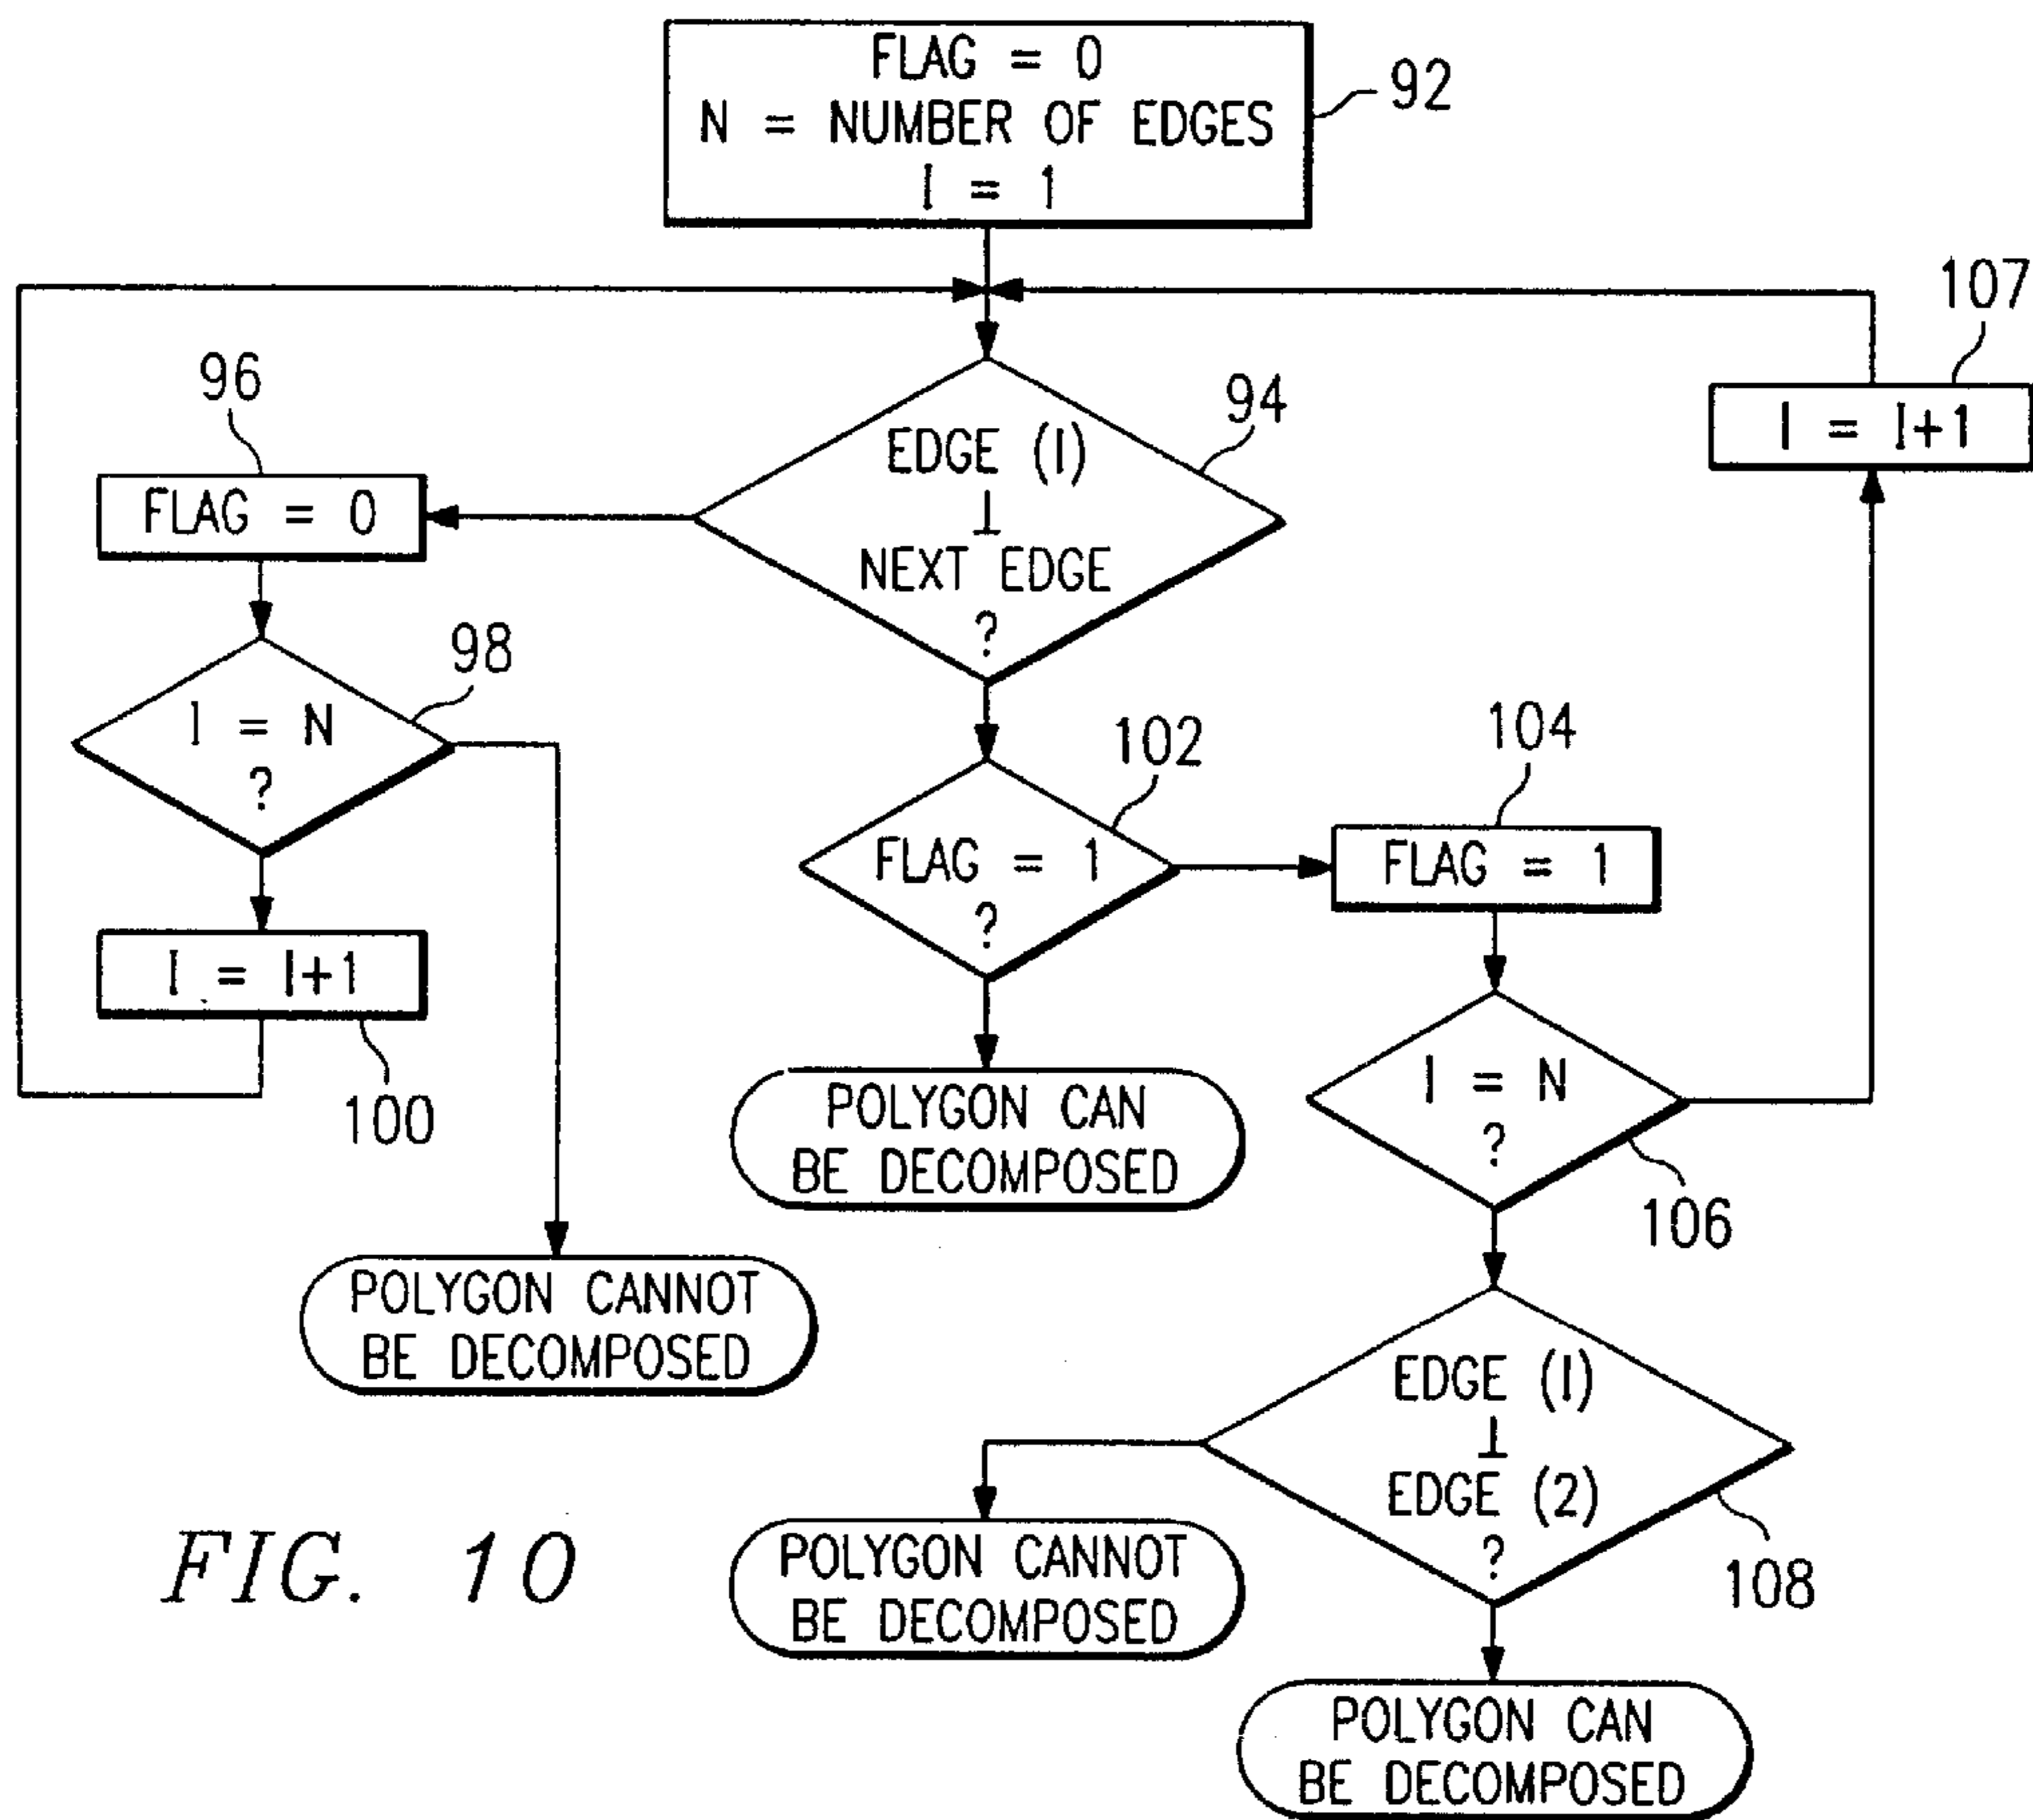 FLAG = 0
N = NUMBER OF EDGES
I = 1
92
107
I = I+1
96
FLAG = 0
94
EDGE (I)
⊥
NEXT EDGE
?
98
I = N
?
102
FLAG = 1
?
104
FLAG = 1
I = I+1
100
POLYGON CAN
BE DECOMPOSED
I = N
?
106
POLYGON CANNOT
BE DECOMPOSED
EDGE (1)
⊥
EDGE (2)
?
108
POLYGON CANNOT
BE DECOMPOSED
POLYGON CAN
BE DECOMPOSED
FIG. 10